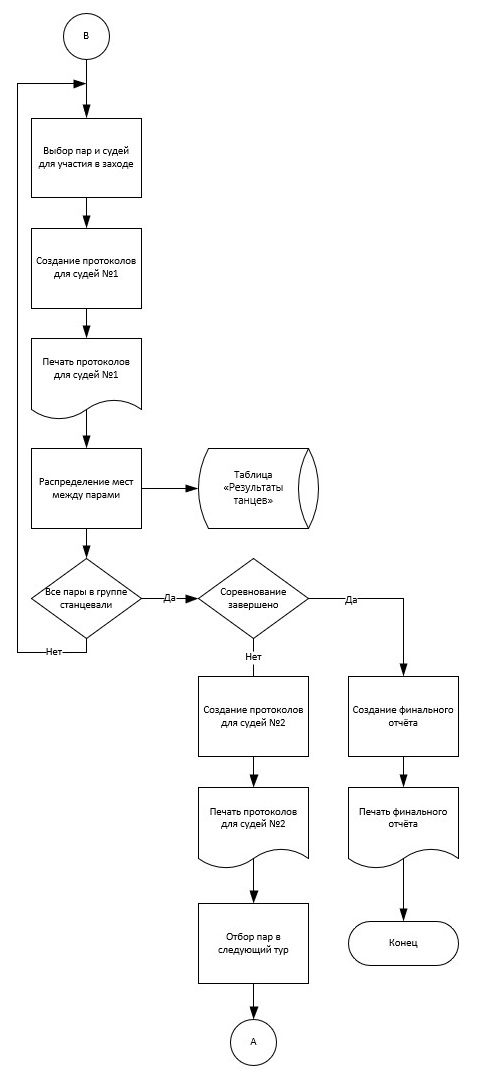 В
Выбор пар и судей
для участия в заходе
Создание протоколов
для судей №1
Печать протоколов
для судей №1
Распределение мест
между парами
Таблица
«Результаты
танцев»
Все пары в группе
станцевали
Да
Соревнование
завершено
Да
Нет
Нет
Создание протоколов
для судей №2
Создание финального
отчёта
Печать протоколов
для судей №2
Печать финального
отчёта
Отбор пар в
следующий тур
Конец
А